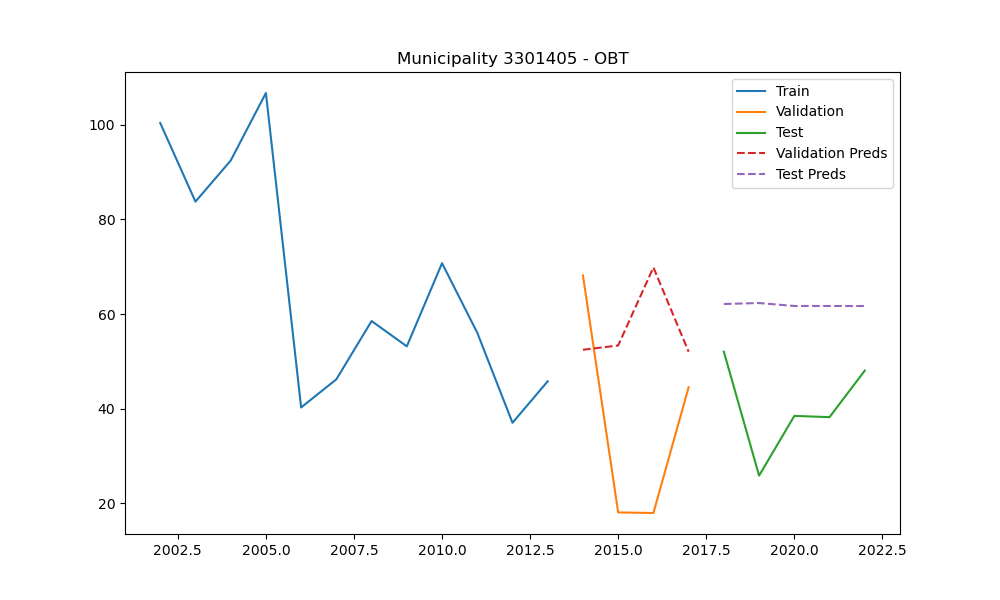 Municipality 3301405 - OBT
Train
Validation
Test
Validation Preds
Test Preds
100
80
60
40
20
2002.5 2005.0 2007.5 2010.0 2012.5 2015.0 2017.5 2020.0 2022.5